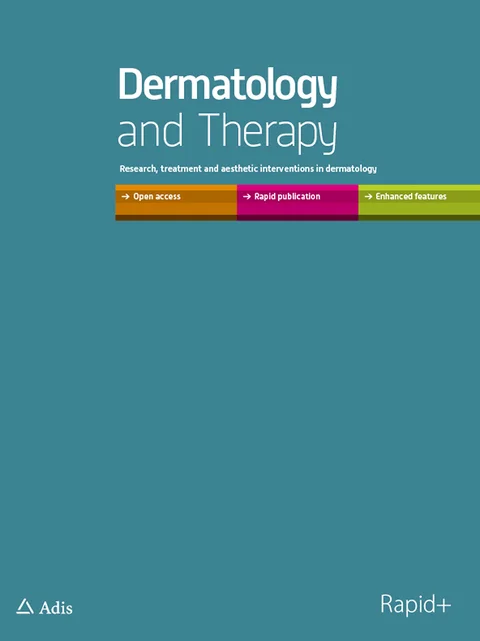 Dermatology
and Therapy
Research, treatment and aesthetic interventions in dermatology
→ Open access → Rapid publication → Enhanced features
Adis Rapid+